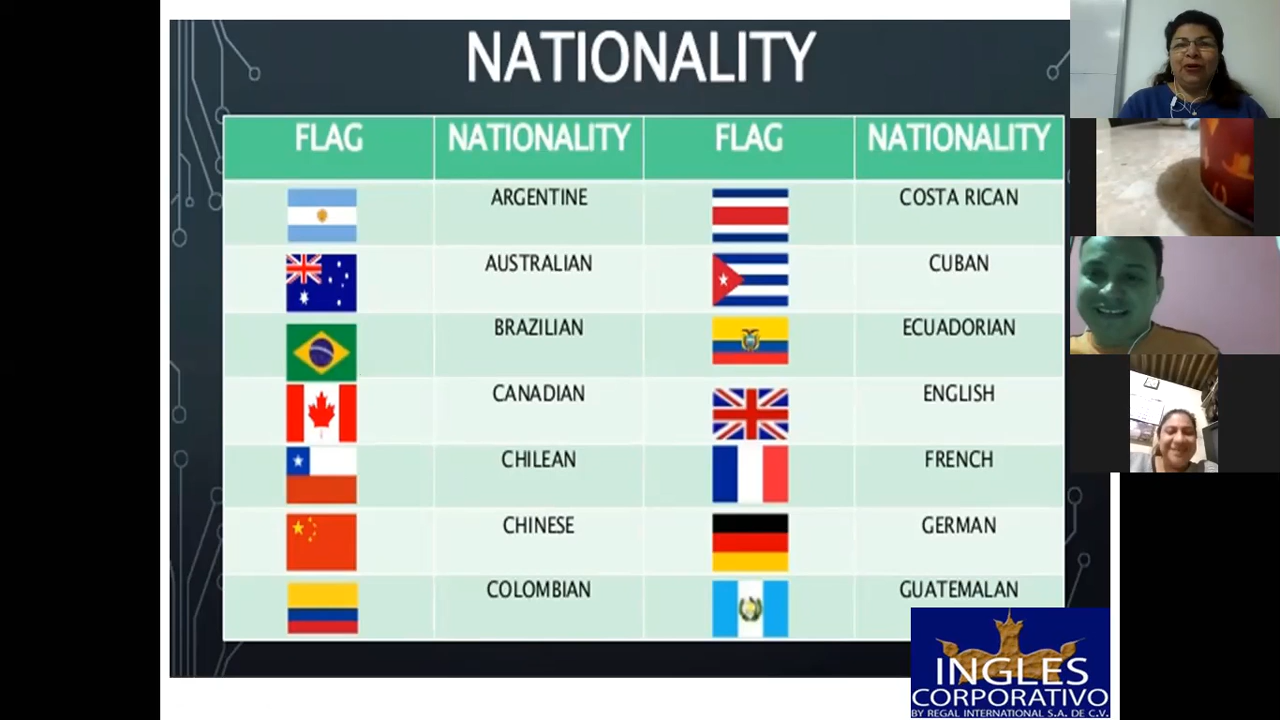 NATIONALITY
FLAG NATIONALITY FLAG NATIONALITY
ARGENTINE COSTA RICAN
AUSTRALIAN CUBAN
BRAZILIAN ECUADORIAN
CANADIAN ENGLISH
CHILEAN FRENCH
CHINESE GERMAN
COLOMBIAN GUATEMALAN
INGLES
CORPORATIVO
BY REGAL INTERNATIONAL S.A. DE C.V.